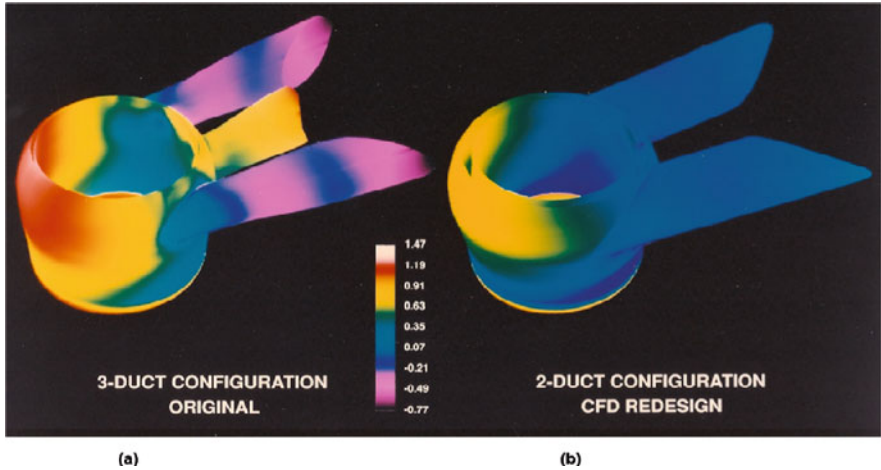 1.47
1.19
0.91
0.63
0.35
0.07
-0.21
-0.49
-0.77
3-DUCT CONFIGURATION
ORIGINAL
2-DUCT CONFIGURATION
CFD REDESIGN
(a)
(b)